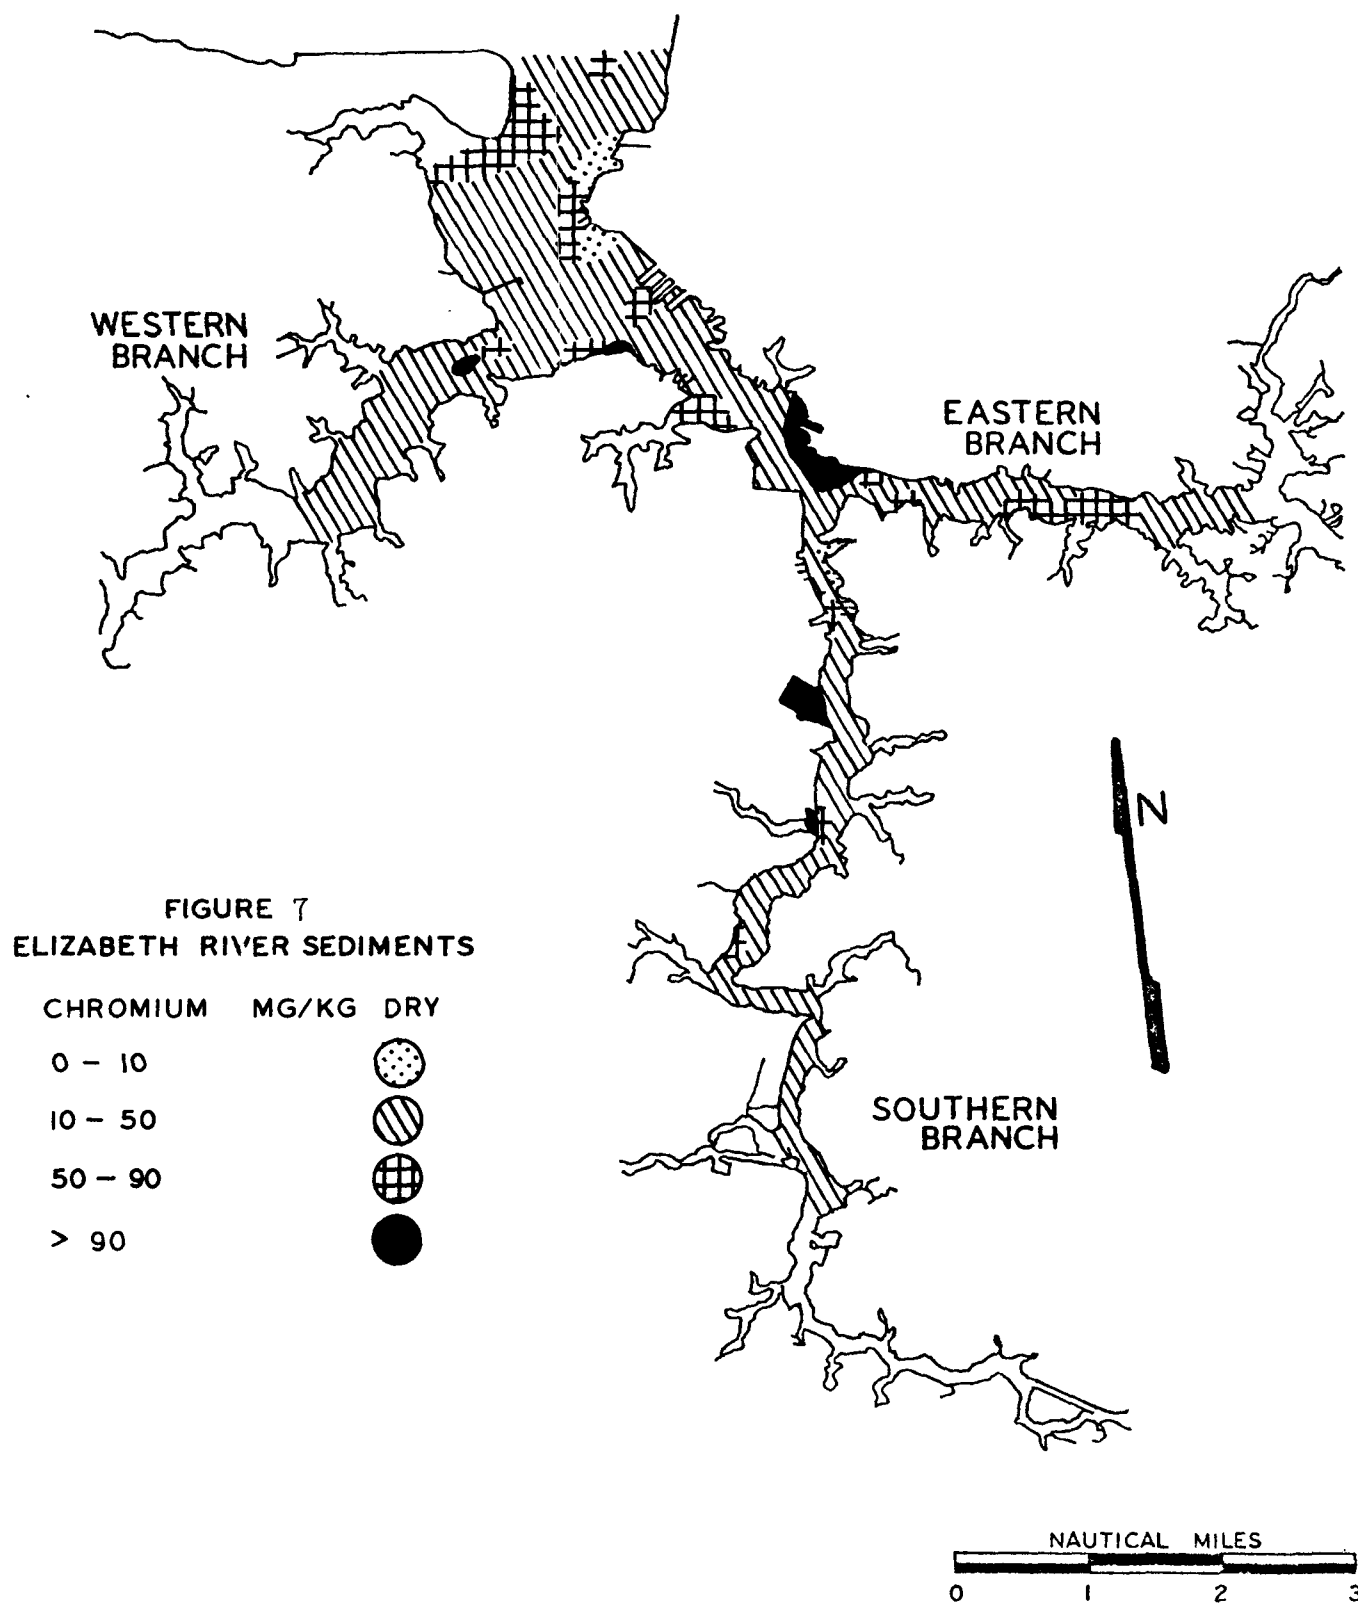 WESTERN
BRANCH
EASTERN
BRANCH
N
FIGURE 7
ELIZABETH RIVER SEDIMENTS
CHROMIUM MG/KG DRY
0 - 10
10 - 50
50 - 90
> 90
SOUTHERN
BRANCH
NAUTICAL MILES
0 1 2 3